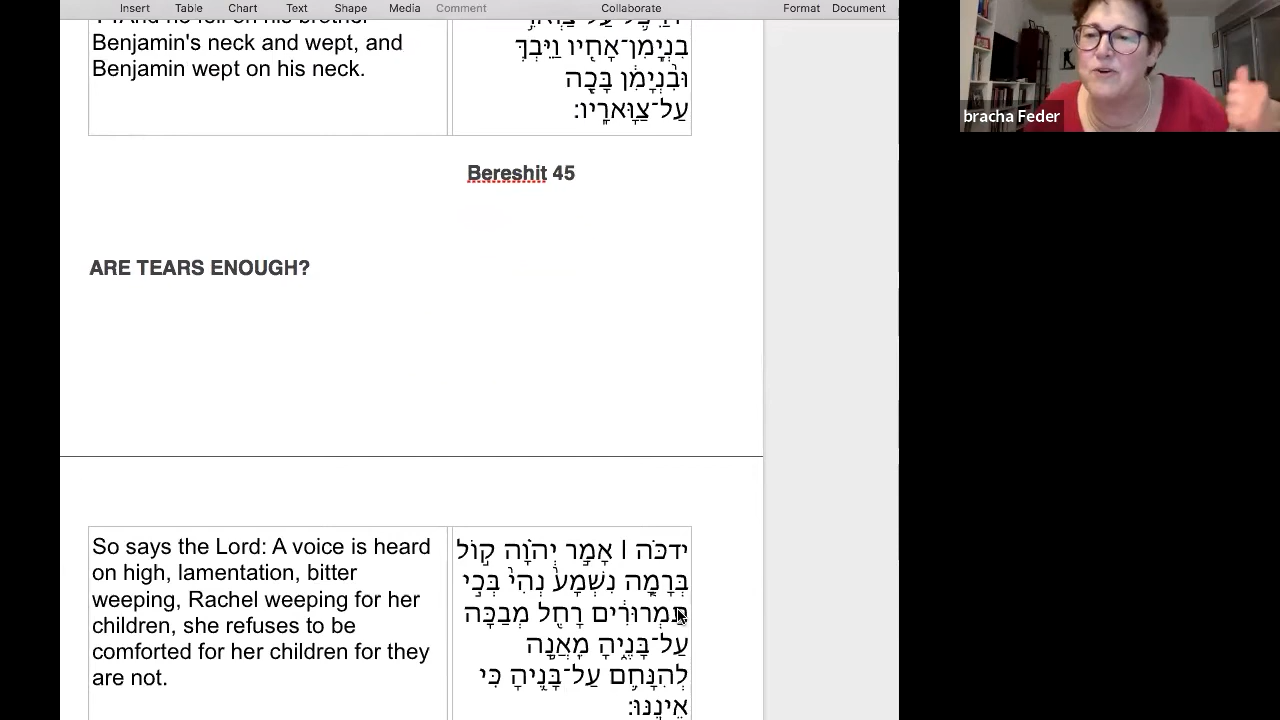 Insert Table Chart Text Shape Media Comment Collaborate Format Document
Benjamin's neck and wept, and
Benjamin wept on his neck.
בִנְיָמִן־אָחִ֖יו וַיֵּ֑בְךְּ
וּבִ֨נְיָמִ֔ן בָּכָ֖ה
עַל־צַוָּארָֽיו׃
Bereshit 45
ARE TEARS ENOUGH?
So says the Lord: A voice is heard
on high, lamentation, bitter
weeping, Rachel weeping for her
children, she refuses to be
comforted for her children for they
are not.
ידכֹּ֣ה ׀ אָמַ֣ר יְהֹוָ֗ה ק֣וֹל
בְּרָמָ֤ה נִשְׁמָע֙ נְהִי֙ בְּכִ֣י
תַמְרוּרִ֔ים רָחֵ֖ל מְבַכָּ֣ה
עַל־בָּנֶ֑יהָ מֵאֲנָ֛ה
לְהִנָּחֵ֥ם עַל־בָּנֶ֖יהָ כִּ֥י
אֵינֶֽנּוּ׃
bracha Feder